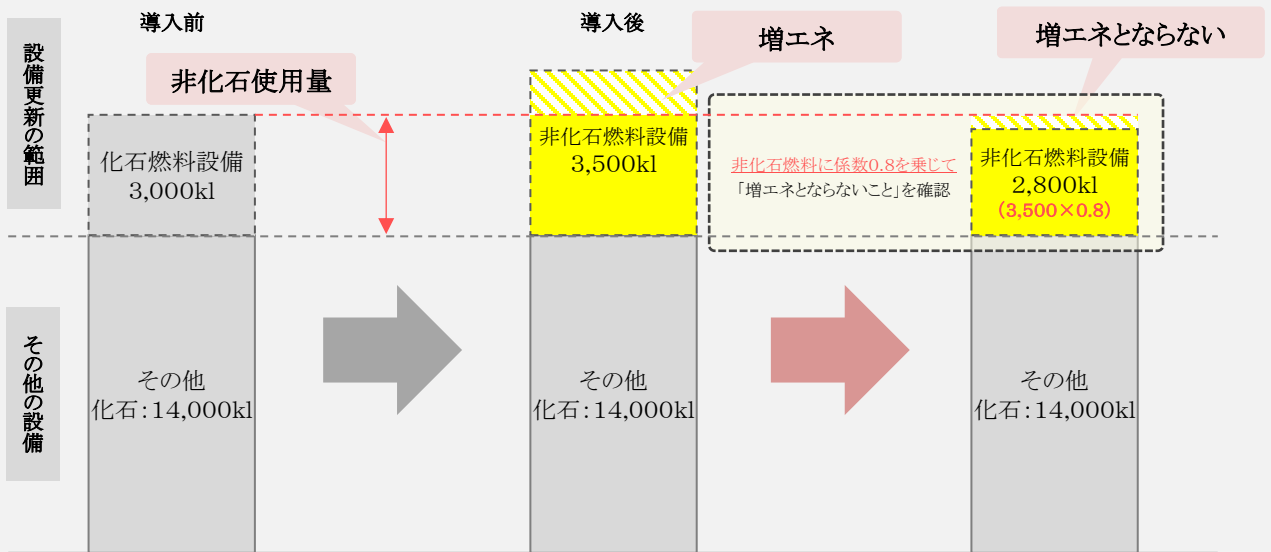 導入前
導入後
増エネ
増エネとならない
設備更新の範囲
非化石使用量
化石燃料設備
3,000kl
非化石燃料設備
3,500kl
非化石燃料に係数0.8を乗じて
「増エネとならないこと」を確認
非化石燃料設備
2,800kl
(3,500×0.8)
その他の設備
その他
化石:14,000kl
その他
化石:14,000kl
その他
化石:14,000kl